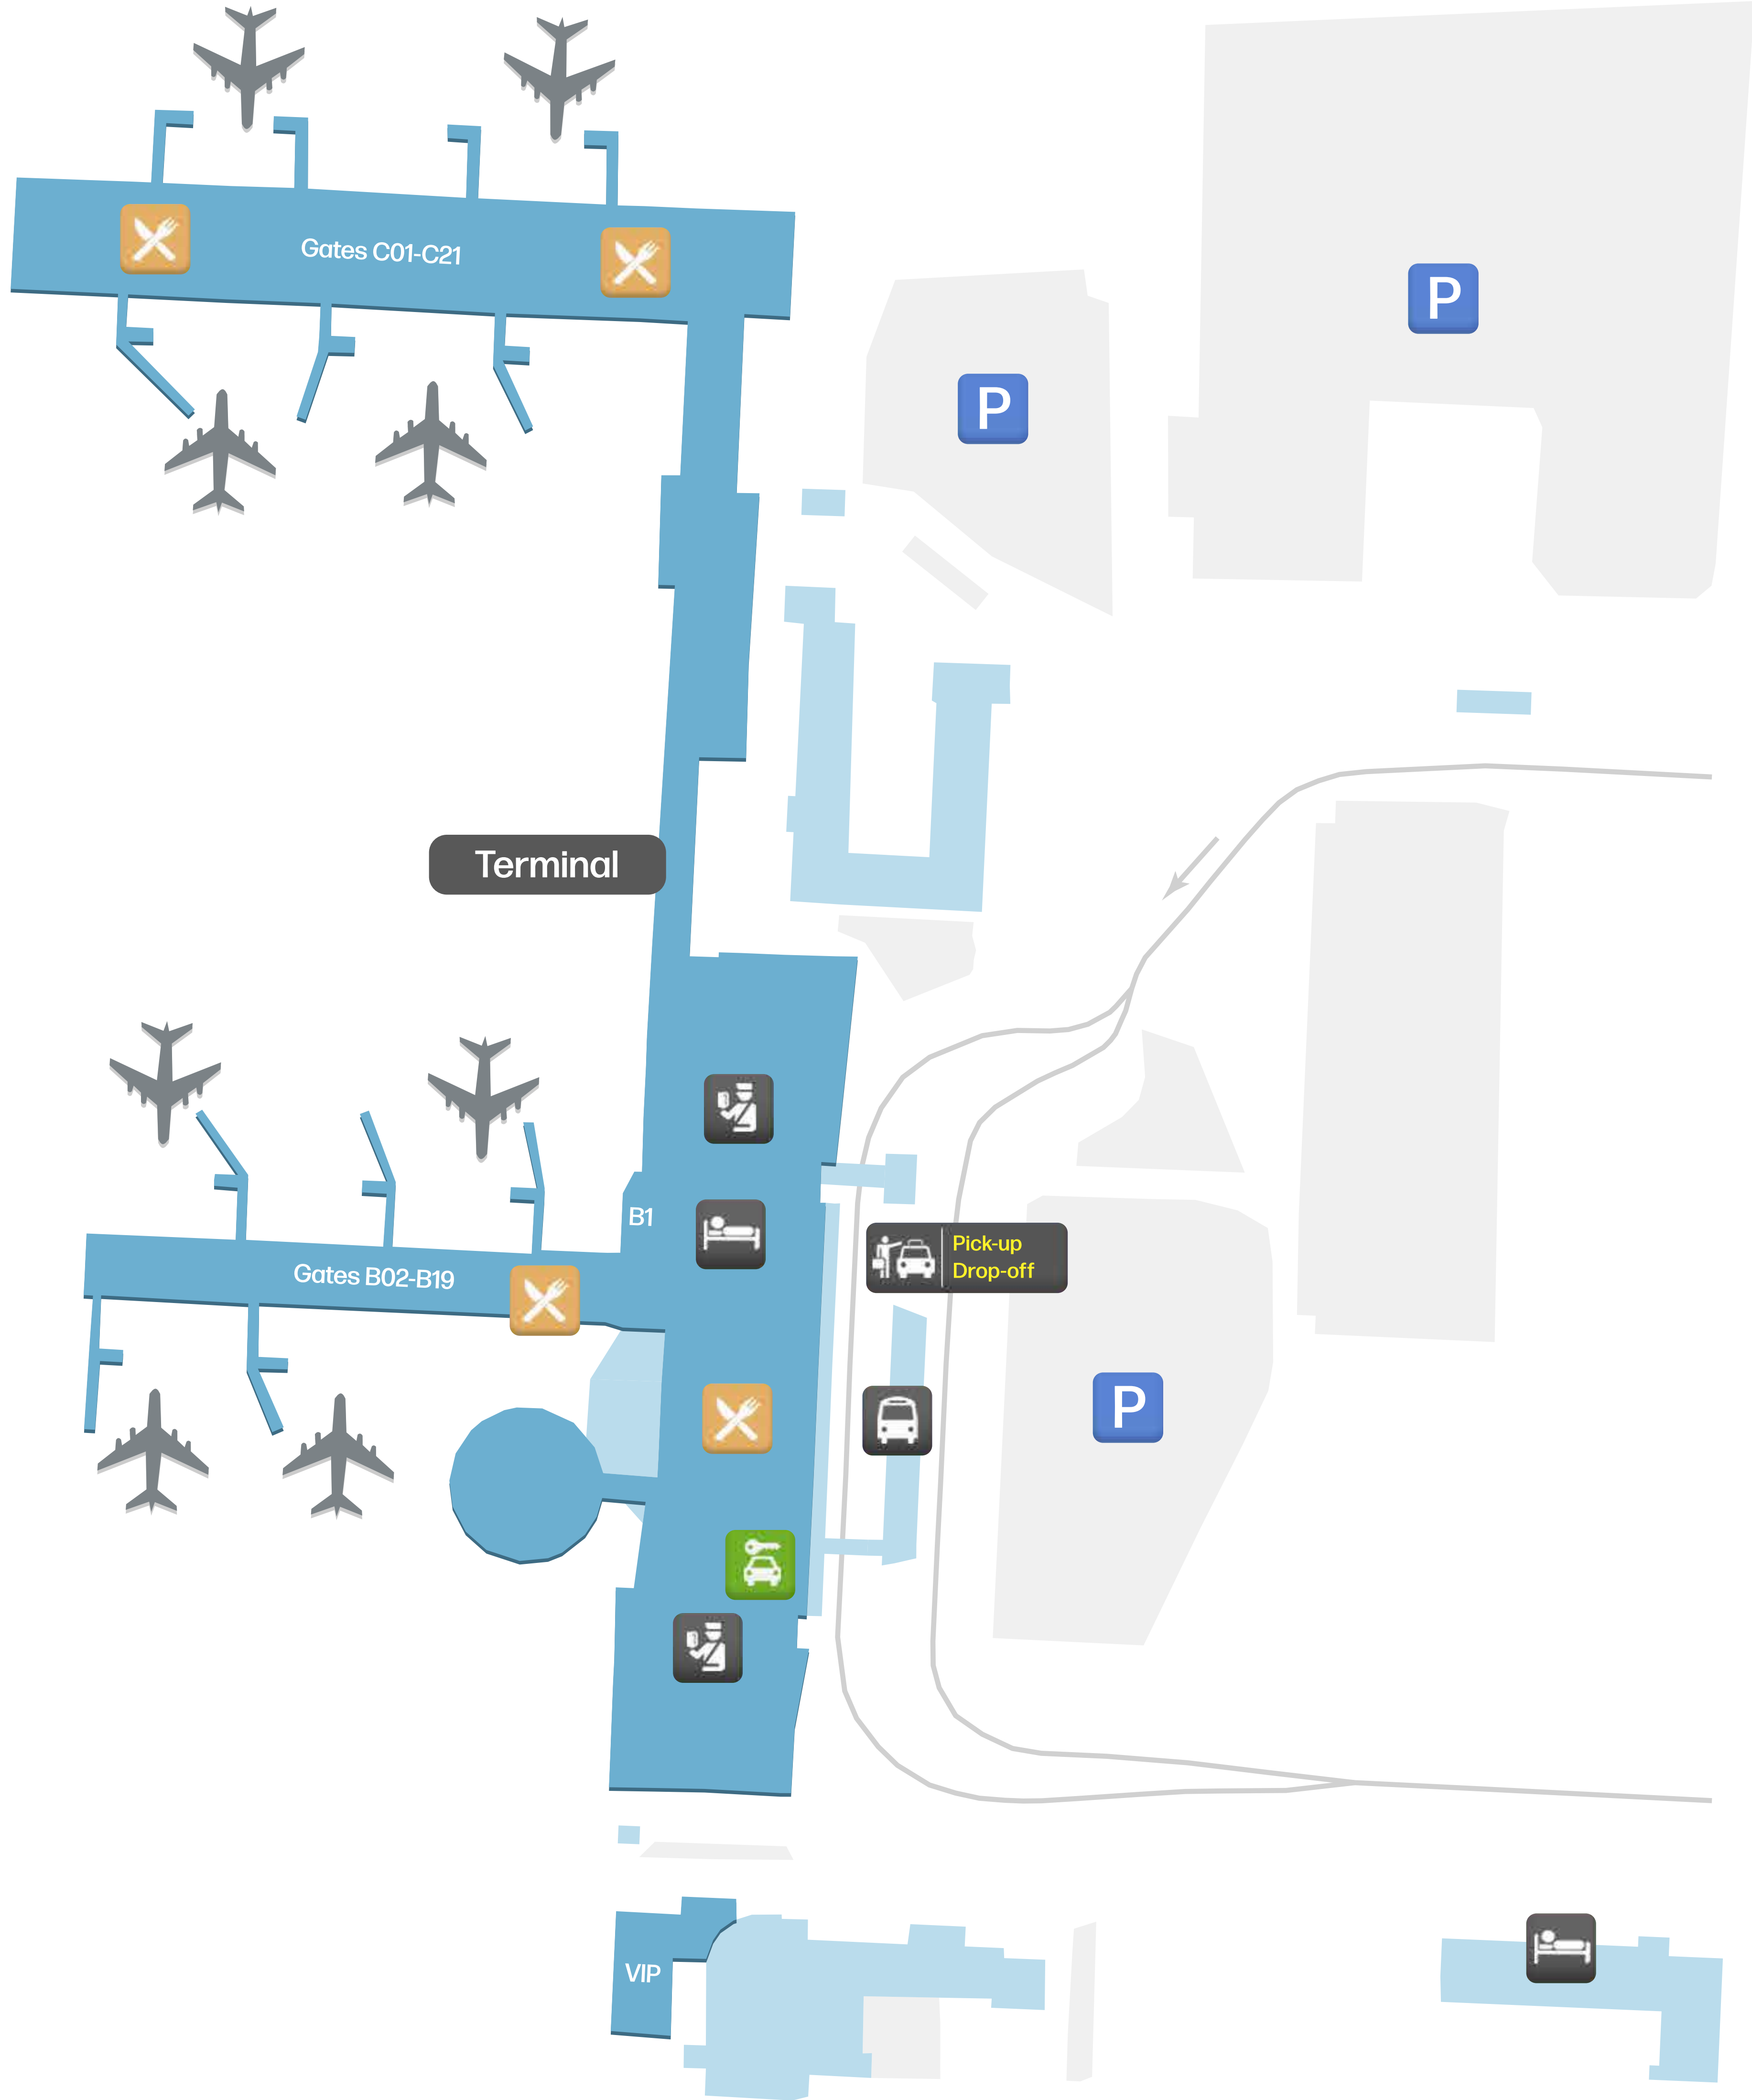 Gates C01-C21
P
P
Terminal
B1
Pick-up
Drop-off
Gates B02-B19
P
VIP